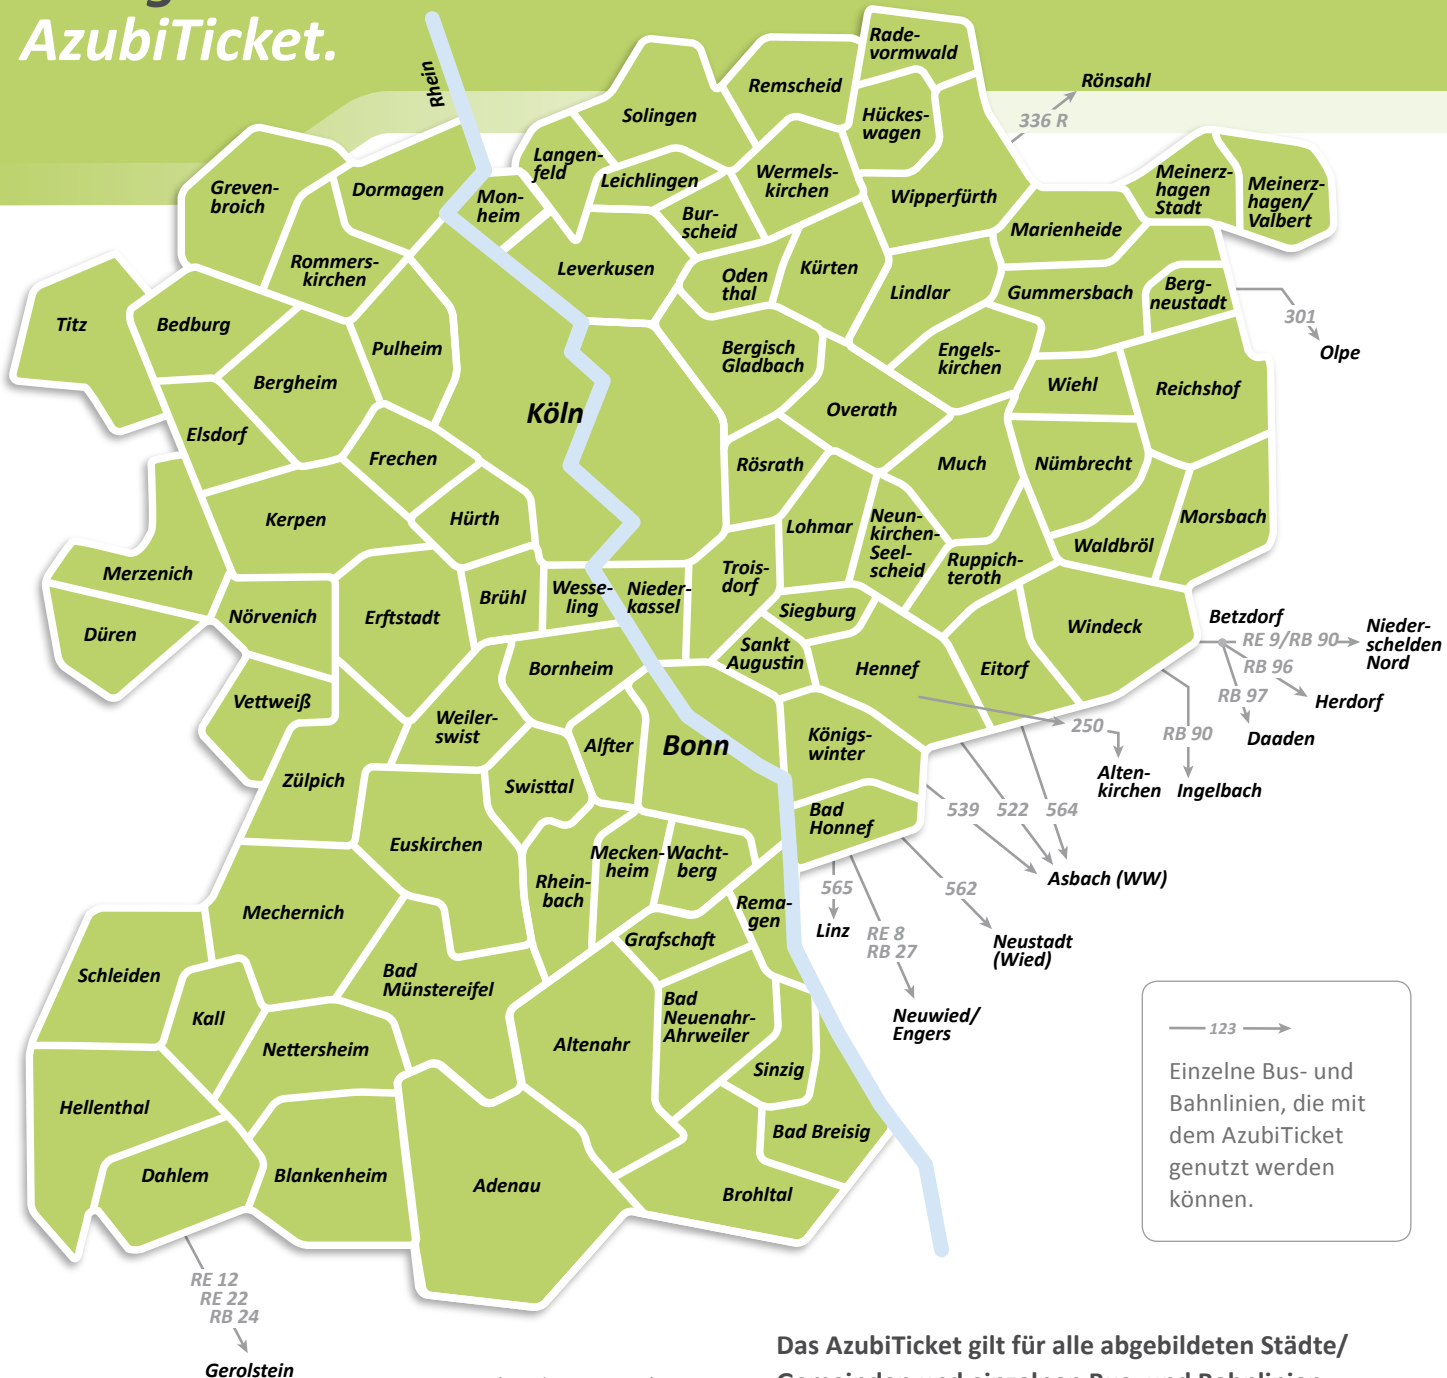 AzubiTicket.
Rhein
Rade-
vormwald
Remscheid
Rönsahl
336 R
Solingen
Hückes-
wagen
Langen-
feld
Leichlingen
Wermels-
kirchen
Wipperfürth
Meinerz-
hagen
Stadt
Meinerz-
hagen/
Valbert
Greven-
broich
Dormagen
Mon-
heim
Bur-
scheid
Marienheide
Rommers-
kirchen
Leverkusen
Oden
thal
Kürten
Lindlar
Gummersbach
Berg-
neustadt
301
Olpe
Titz
Bedburg
Pulheim
Bergisch
Gladbach
Engels-
kirchen
Bergheim
Wiehl
Reichshof
Köln
Overath
Elsdorf
Frechen
Rösrath
Much
Nümbrecht
Kerpen
Hürth
Lohmar
Neun-
kirchen-
Seel-
scheid
Morsbach
Waldbröl
Merzenich
Trois-
dorf
Ruppich-
teroth
Düren
Nörvenich
Erftstadt
Brühl
Wesse-
ling
Nieder-
kassel
Siegburg
Windeck
Betzdorf
RE 9/RB 90
Nieder-
schelden
Nord
RB 96
Herdorf
RB 97
Daaden
RB 90
Ingelbach
Sankt
Augustin
Hennef
Eitorf
250
Alten-
kirchen
Bornheim
Vettweiß
Weiler-
swist
Alfter
Bonn
Königs-
winter
Zülpich
Swisttal
Bad
Honnef
539
522
564
Asbach (WW)
Euskirchen
Mecken-
heim
Wacht-
berg
Rhein-
bach
565
Linz
562
Neustadt
(Wied)
RE 8
RB 27
Neuwied/
Engers
Mechernich
Rema-
gen
Grafschaft
Schleiden
Bad
Münstereifel
Kall
Bad
Neuenahr-
Ahrweiler
Nettersheim
Altenahr
Sinzig
Hellenthal
Bad Breisig
Dahlem
Blankenheim
Adenau
Brohltal
RE 12
RE 22
RB 24
Gerolstein
123
Einzelne Bus- und
Bahnlinien, die mit
dem AzubiTicket
genutzt werden
können.
Das AzubiTicket gilt für alle abgebildeten Städte/
Gemeinden und einzelnen Bus- und Bahnlinien